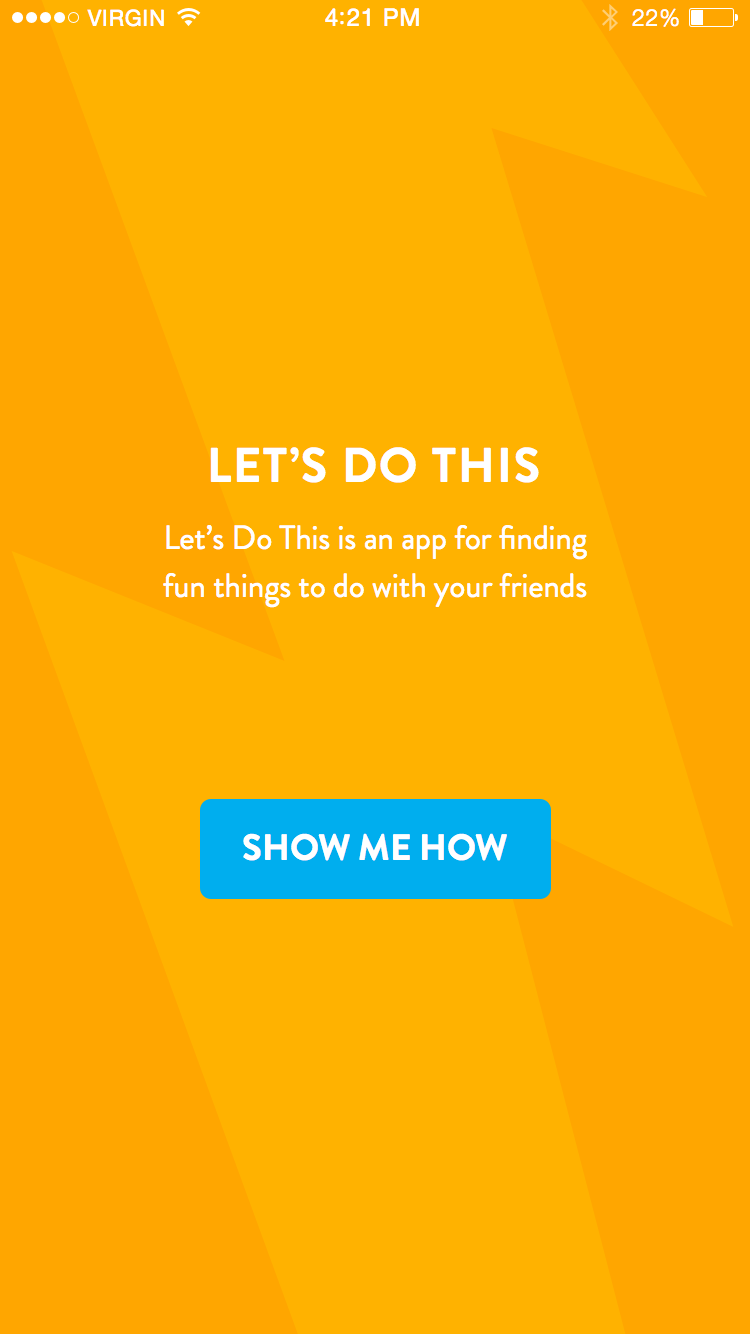 VIRGIN 4:21 PM 22%
LET’S DO THIS
Let’s Do This is an app for finding
fun things to do with your friends
SHOW ME HOW